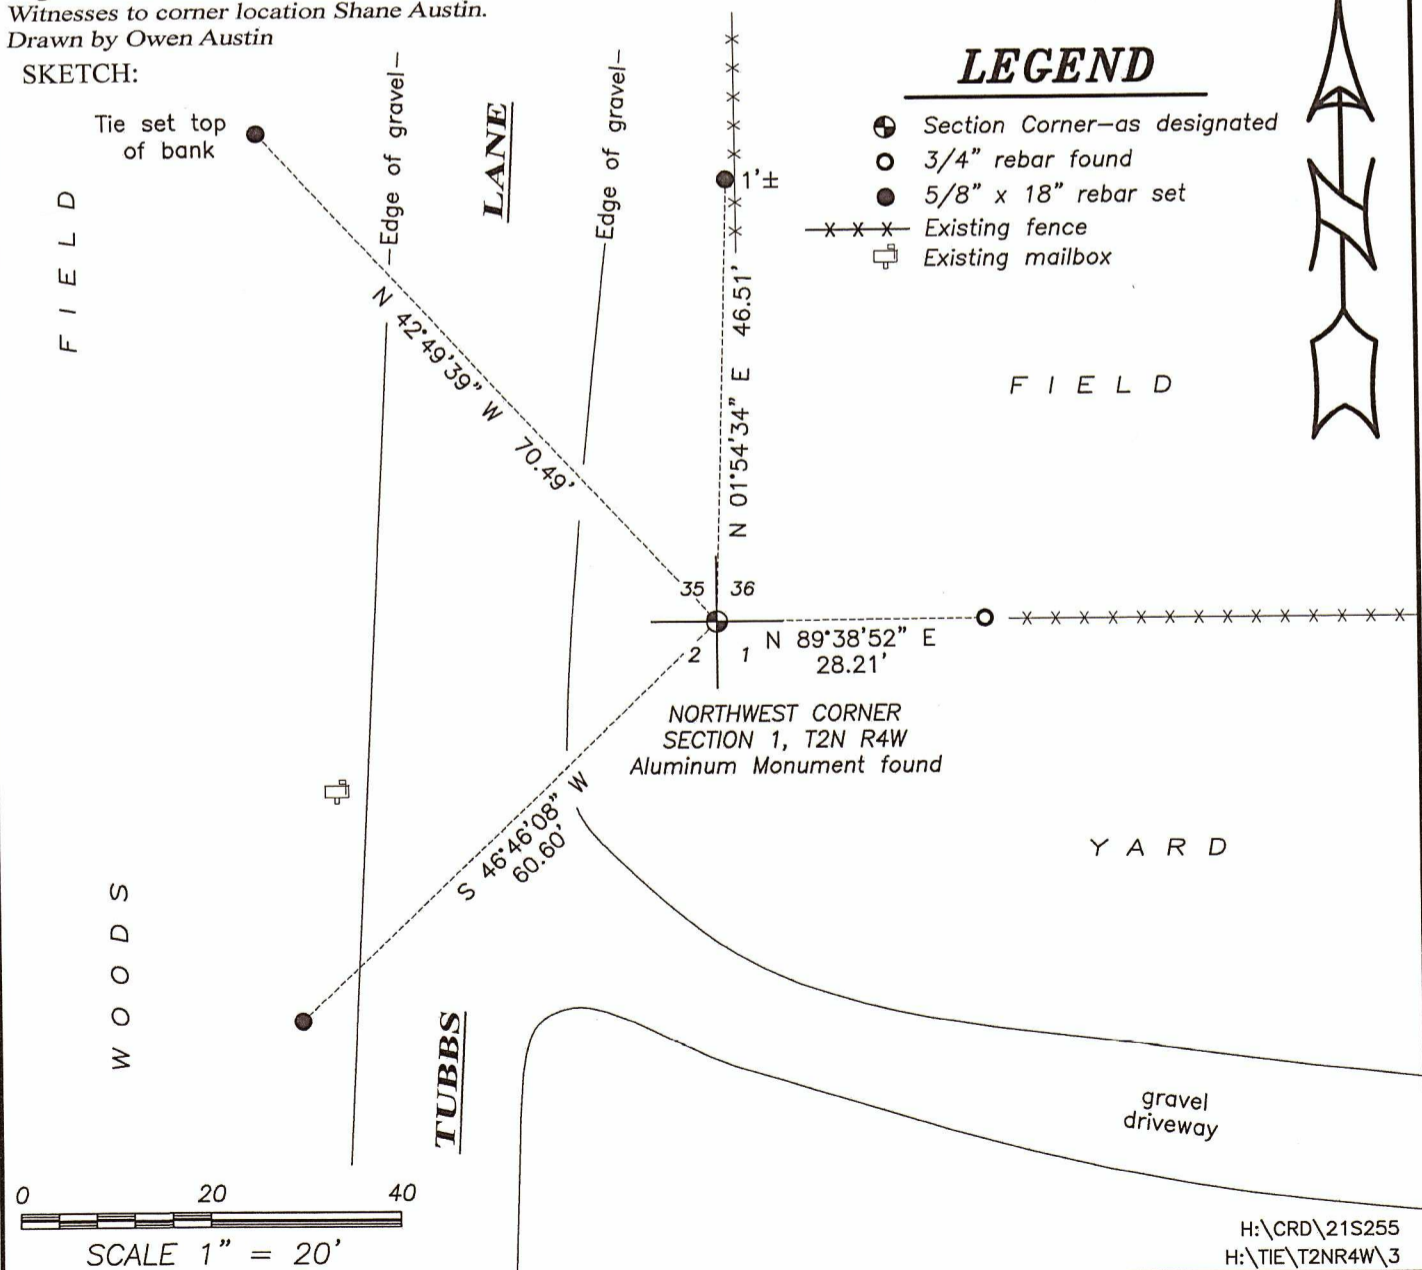 Witnesses to corner location Shane Austin.
Drawn by Owen Austin
SKETCH:
LEGEND
Section Corner—as designated
3/4" rebar found
5/8" x 18" rebar set
Existing fence
Existing mailbox
Tie set top
of bank
Edge of gravel
LANE
Edge of gravel
1'±
FIELD
N 42°49'39" W 70.49'
N 01°54'34" E 46.51'
FIELD
35 36
2 1
N 89°38'52" E
28.21'
NORTHWEST CORNER
SECTION 1, T2N R4W
Aluminum Monument found
S 46°46'08" W
60.60'
YARD
WOODS
TUBBS
gravel
driveway
0 20 40
SCALE 1" = 20'
H:\CRD\21S255
H:\TIE\T2NR4W\3
N